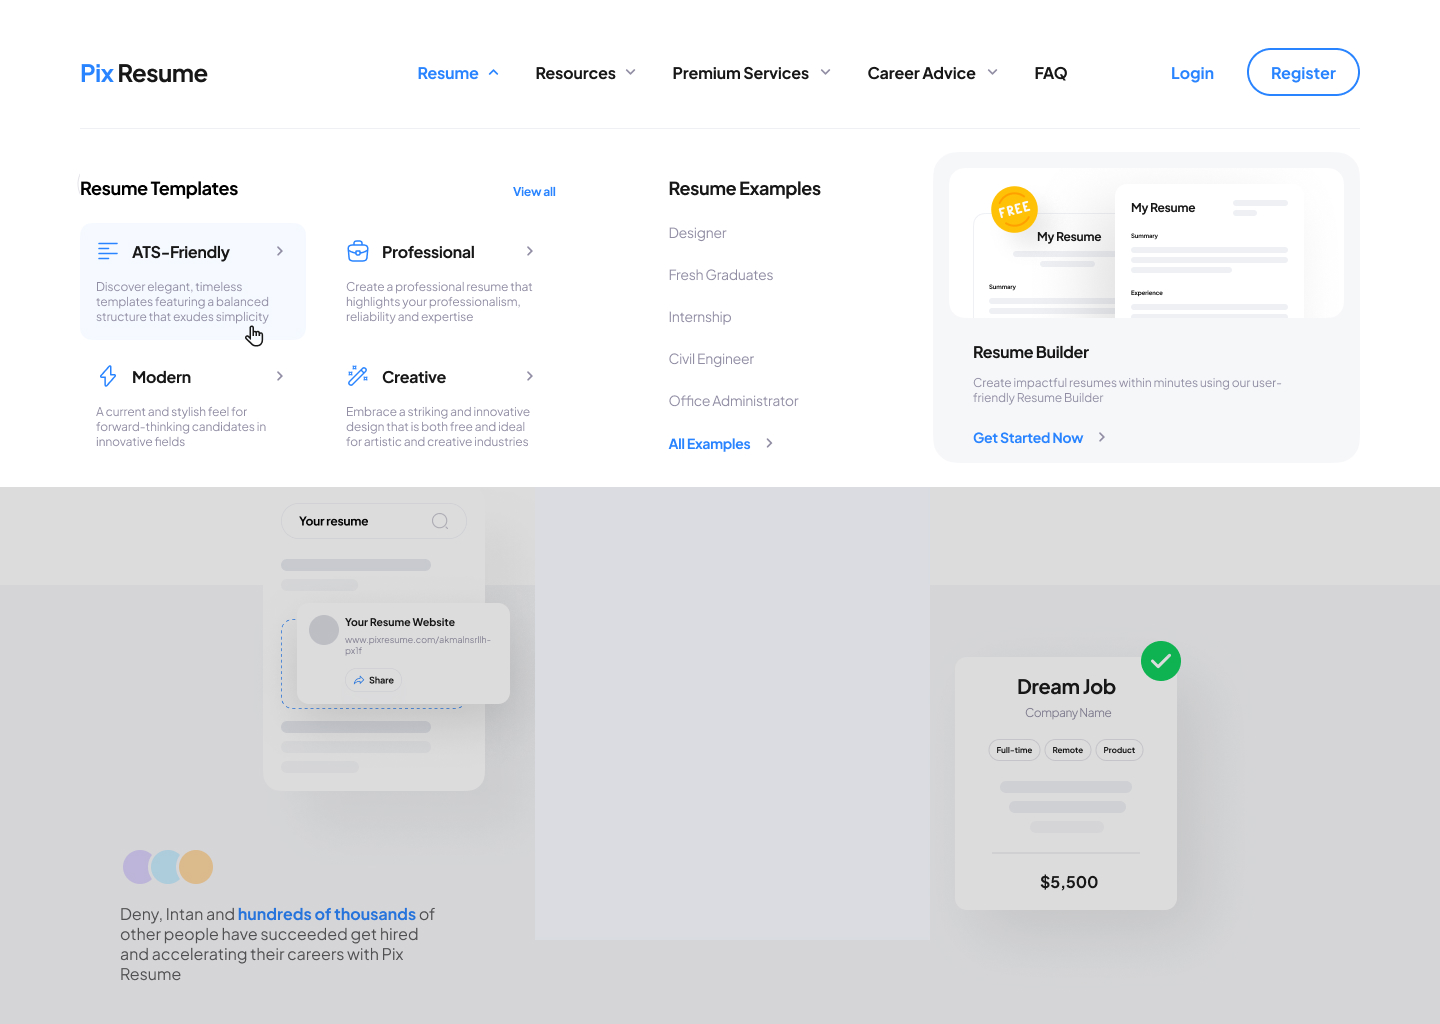 Pix Resume
Resume
Resources
Premium Services
Career Advice
FAQ
Login
Register
Resume Templates
View all
ATS-Friendly
Discover elegant, timeless
templates featuring a balanced
structure that exudes simplicity
Professional
Create a professional resume that
highlights your professionalism,
reliability and expertise
Modern
A current and stylish feel for
forward-thinking candidates in
innovative fields
Creative
Embrace a striking and innovative
design that is both free and ideal
for artistic and creative industries
Resume Examples
Designer
Fresh Graduates
Internship
Civil Engineer
Office Administrator
All Examples
FREE
My Resume
Summary
My Resume
Summary
Experience
Resume Builder
Create impactful resumes within minutes using our user-
friendly Resume Builder
Get Started Now
Your resume
Your Resume Website
www.pixresume.com/akmalnsrllh-
px1f
Share
Dream Job
Company Name
Full-time
Remote
Product
$5,500
Deny, Intan and hundreds of thousands of
other people have succeeded get hired
and accelerating their careers with Pix
Resume